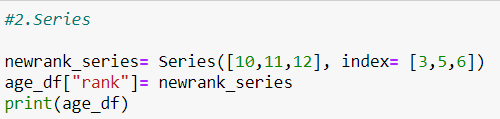 #2.Series
newrank_series= Series([10,11,12], index= [3,5,6])
age_df["rank"]= newrank_series
print(age_df)